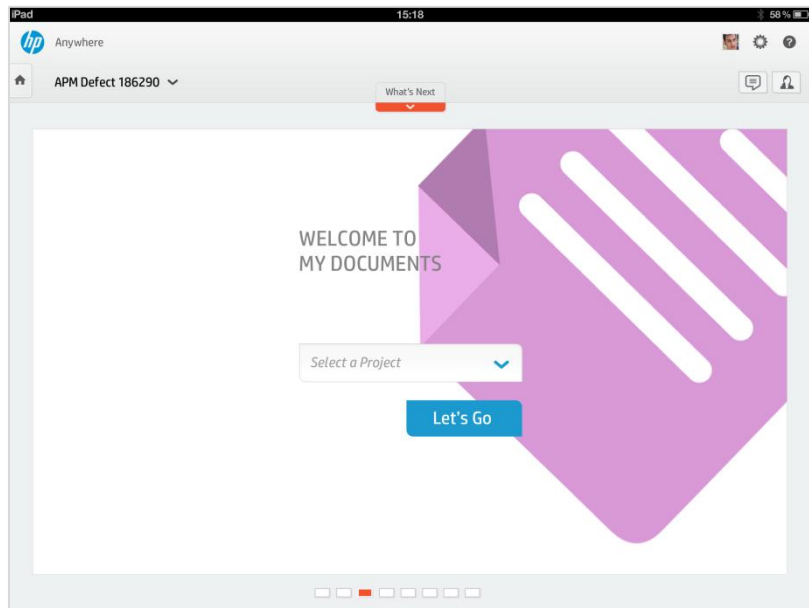 iPad
15:18
58%
hp
Anywhere
APM Defect 186290
What's Next
WELCOME TO
MY DOCUMENTS
Select a Project
Let's Go